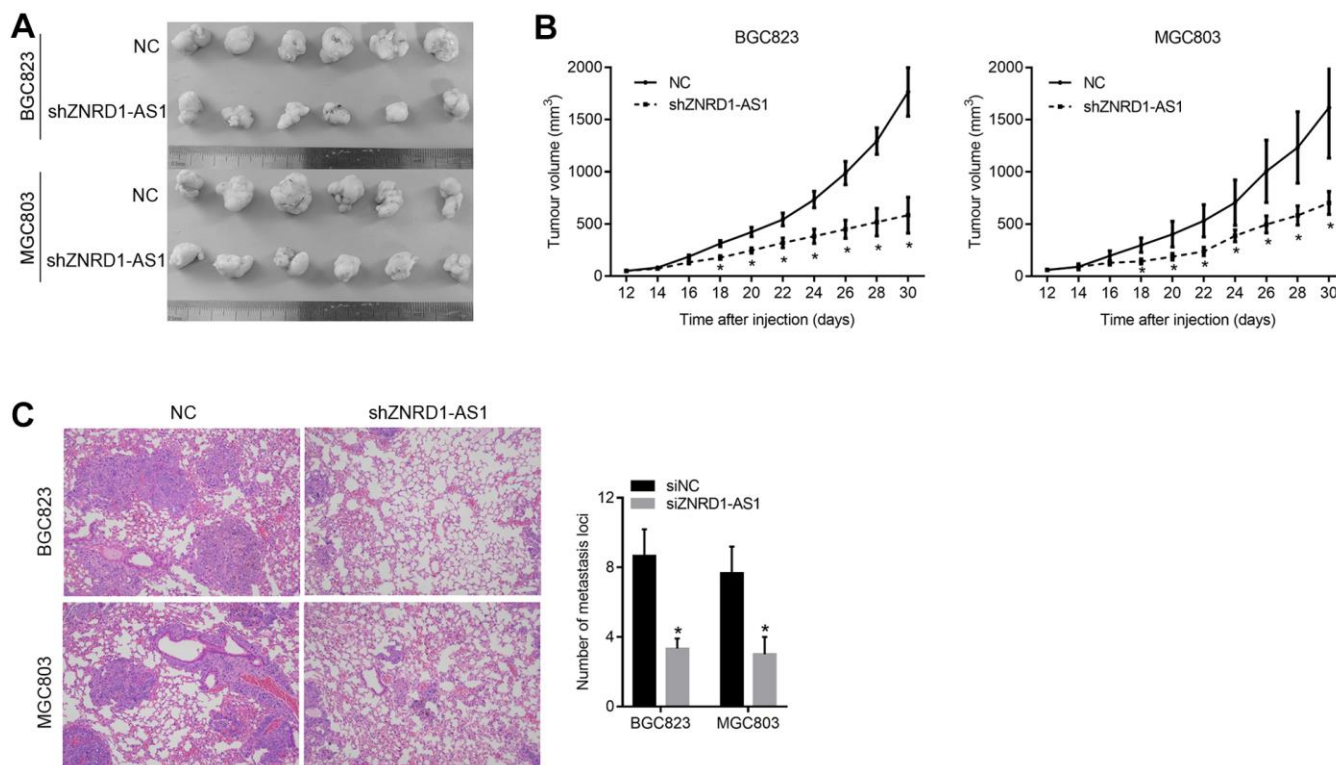 A
BGC823
NC
shZNRD1-AS1
MGC803
NC
shZNRD1-AS1
B
BGC823
NC
shZNRD1-AS1
Tumour volume (mm³)
2000
1500
1000
500
0
12 14 16 18 20 22 24 26 28 30
* * * * * * *
Time after injection (days)
MGC803
NC
shZNRD1-AS1
Tumour volume (mm³)
2000
1500
1000
500
0
12 14 16 18 20 22 24 26 28 30
* * * * * * *
Time after injection (days)
C
NC shZNRD1-AS1
BGC823
MGC803
siNC
siZNRD1-AS1
Number of metastasis loci
12
8
4
0
* *
BGC823 MGC803